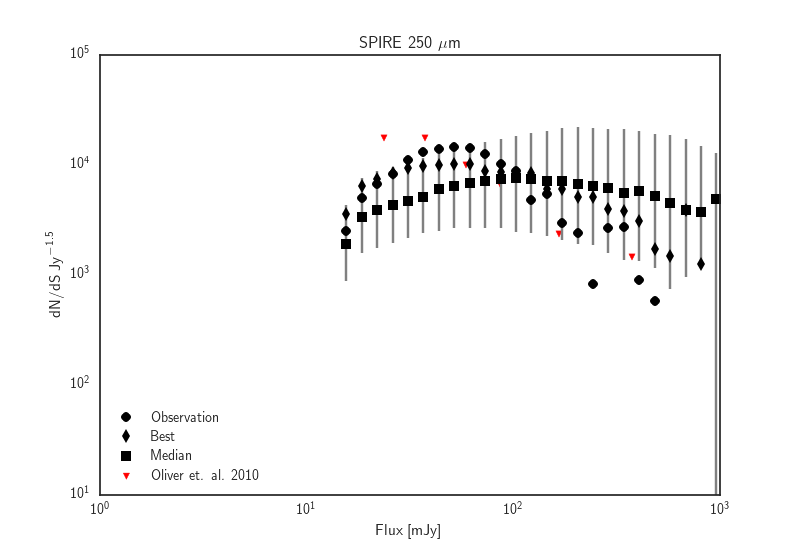 SPIRE 250 μm
10^5
10^4
10^3
10^2
10^1
dN/dS Jy^−1.5
Observation
Best
Median
Oliver et. al. 2010
10^0 10^1 10^2 10^3
Flux [mJy]